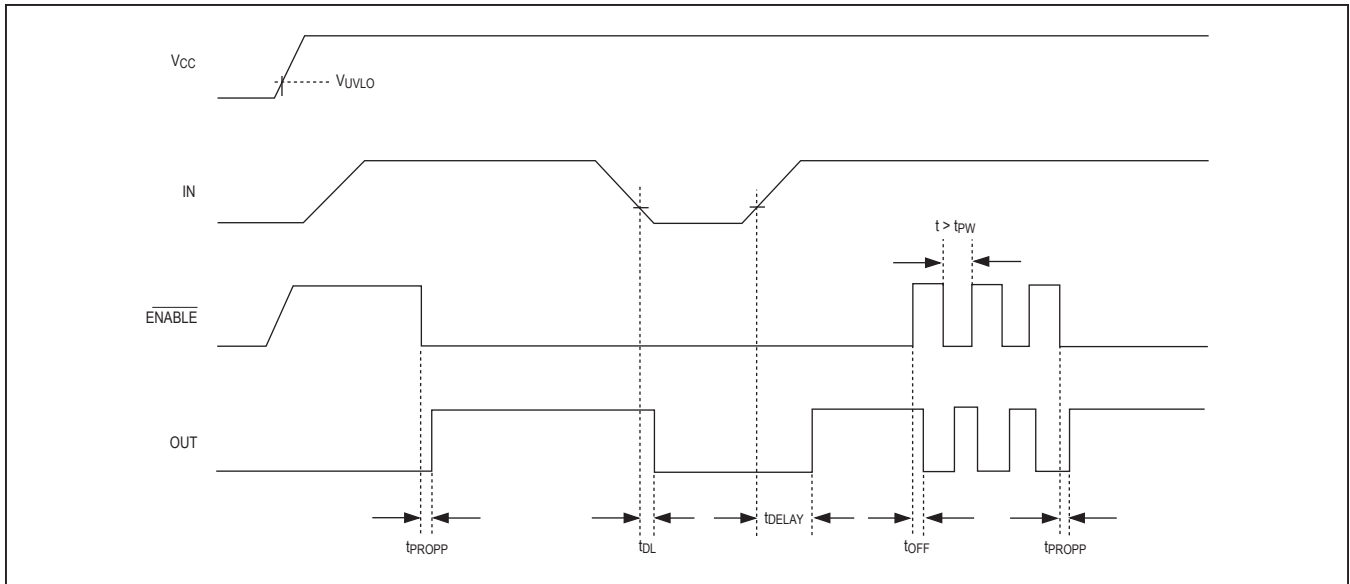 VCC
VUVLO
IN
t > tPW
ENABLE
OUT
tPROPP
tDL
tDELAY
tOFF
tPROPP